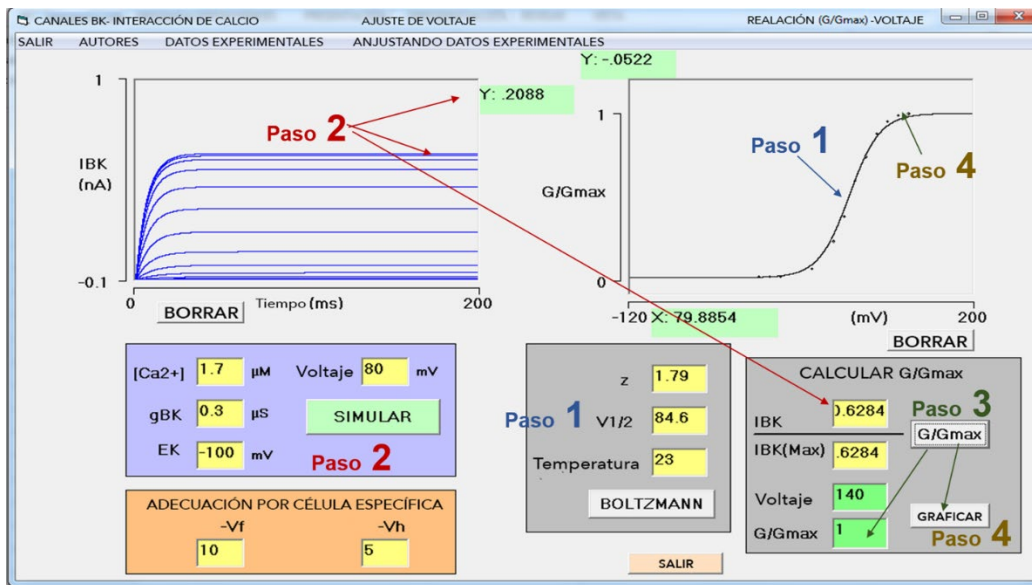 CANALES BK- INTERACCIÓN DE CALCIO AJUSTE DE VOLTAJE REALACIÓN (G/Gmax) -VOLTAJE
SALIR AUTORES DATOS EXPERIMENTALES ANJUSTANDO DATOS EXPERIMENTALES
Y: -.0522
1
Y: .2088
Paso 2
IBK
(nA)
-0.1
0
Tiempo (ms)
200
BORRAR
1
Paso 1
Paso 4
G/Gmax
0
-120
X: 79.8854
(mV)
200
BORRAR
[Ca2+] 1.7 µM Voltaje 80 mV
gBK 0.3 µS SIMULAR
EK -100 mV Paso 2
ADECUACIÓN POR CÉLULA ESPECÍFICA
-Vf -Vh
10 5
z 1.79
Paso 1 V1/2 84.6
Temperatura 23
BOLTZMANN
SALIR
CALCULAR G/Gmax
IBK 0.6284 Paso 3
G/Gmax
IBK(Max) .6284
Voltaje 140
GRAFICAR
G/Gmax 1 Paso 4